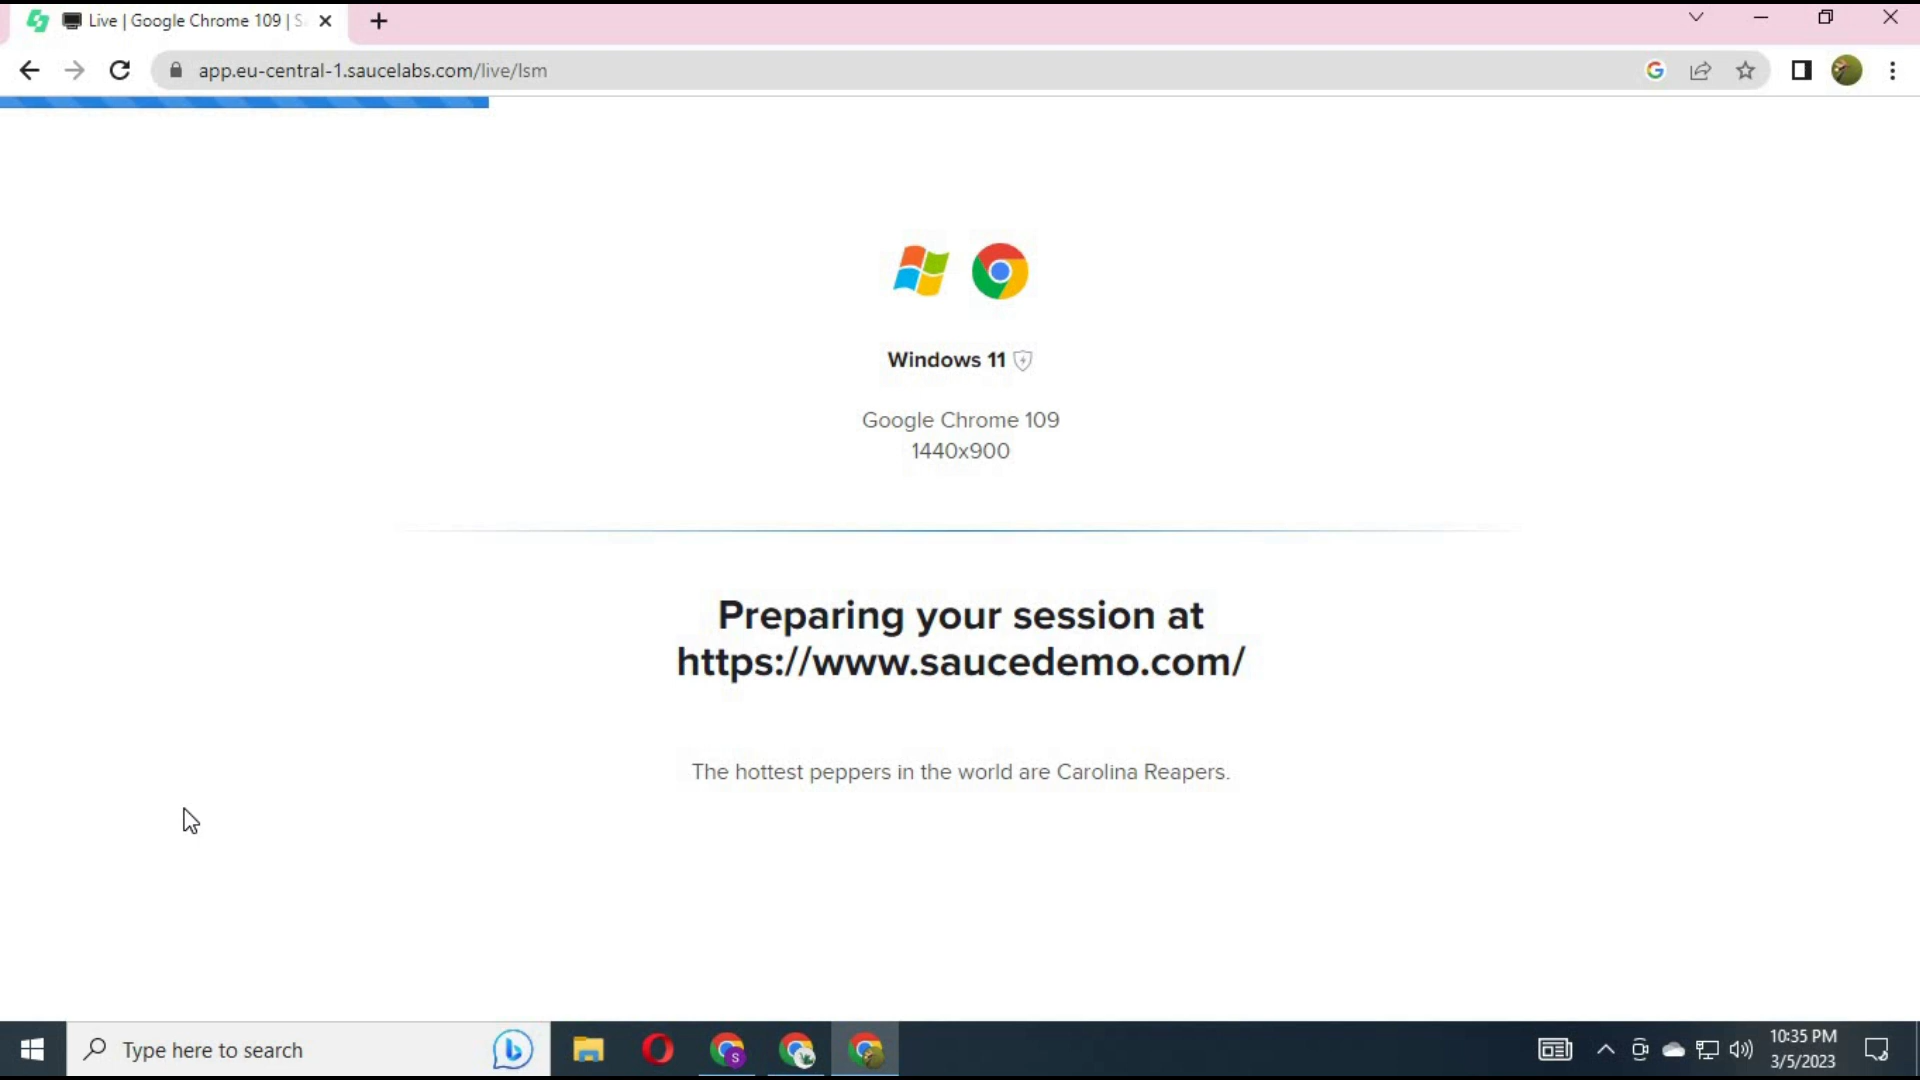 Live | Google Chrome 109 | S
app.eu-central-1.saucelabs.com/live/lsm
Windows 11
Google Chrome 109
1440x900
Preparing your session at
https://www.saucedemo.com/
The hottest peppers in the world are Carolina Reapers.
Type here to search
10:35 PM
3/5/2023